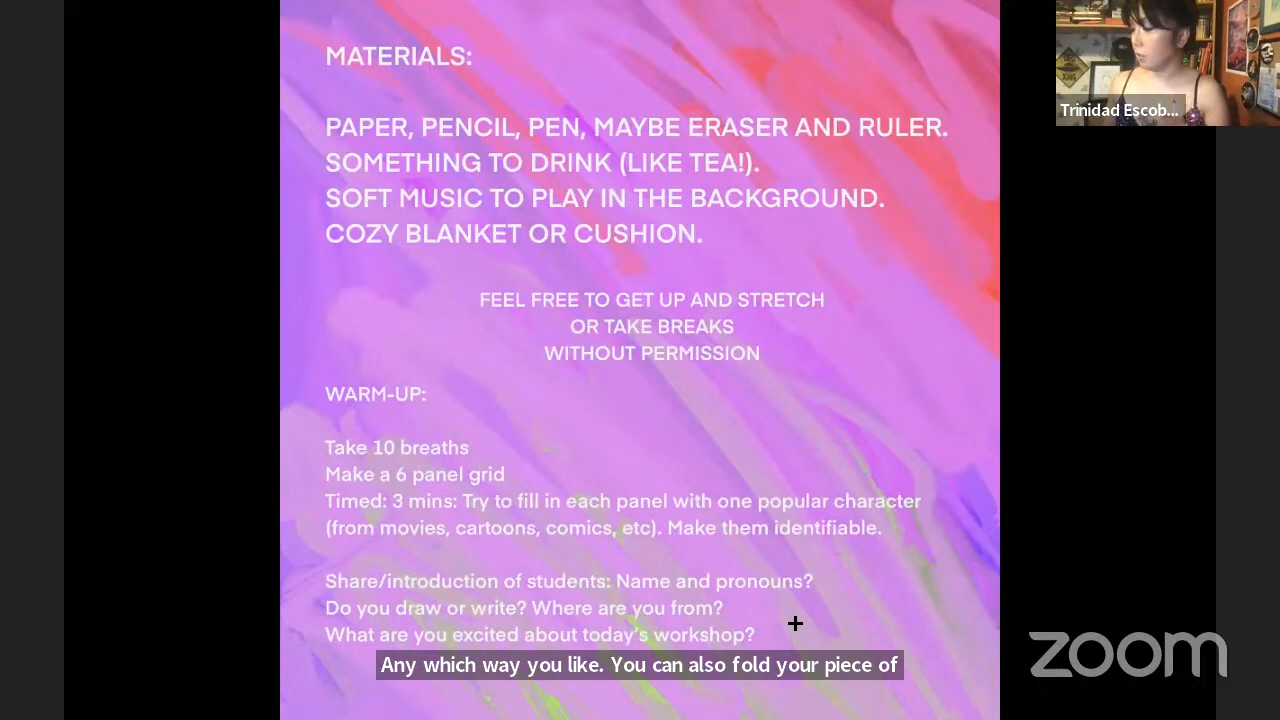 MATERIALS:
PAPER, PENCIL, PEN, MAYBE ERASER AND RULER.
SOMETHING TO DRINK (LIKE TEA!).
SOFT MUSIC TO PLAY IN THE BACKGROUND.
COZY BLANKET OR CUSHION.
FEEL FREE TO GET UP AND STRETCH
OR TAKE BREAKS
WITHOUT PERMISSION
WARM-UP:
Take 10 breaths
Make a 6 panel grid
Timed: 3 mins: Try to fill in each panel with one popular character
(from movies, cartoons, comics, etc). Make them identifiable.
Share/introduction of students: Name and pronouns?
Do you draw or write? Where are you from?
What are you excited about today's workshop?
Any which way you like. You can also fold your piece of
Trinidad Escob...
zoom